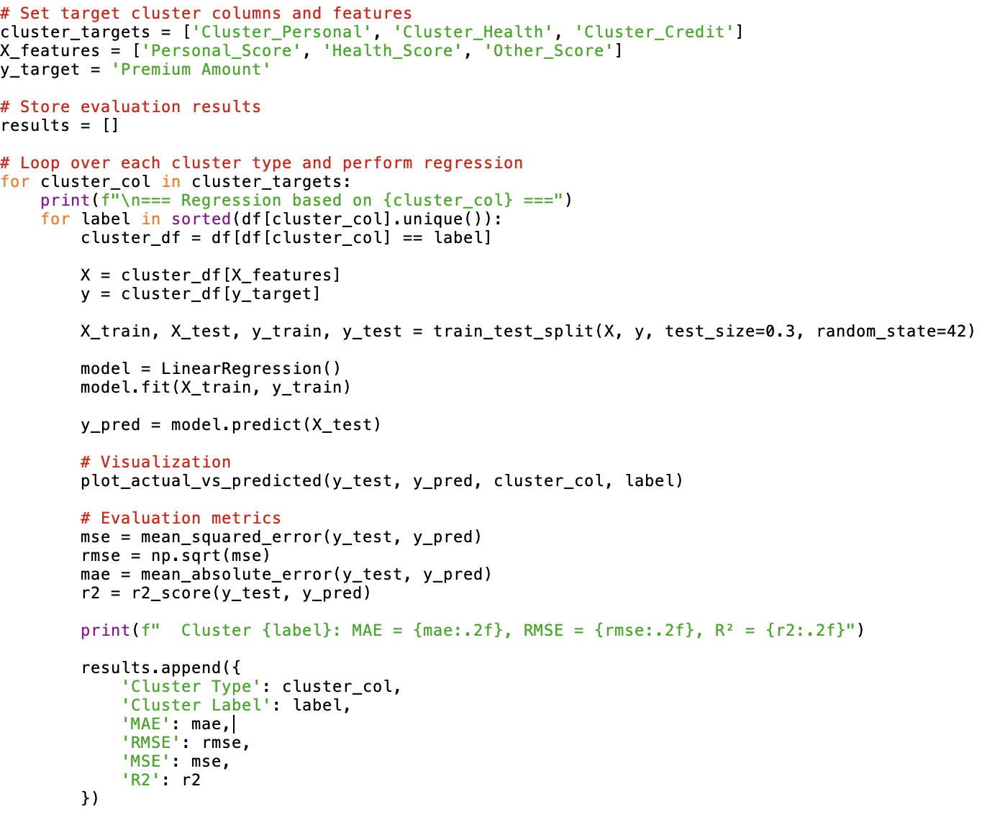 # Set target cluster columns and features
cluster_targets = ['Cluster_Personal', 'Cluster_Health', 'Cluster_Credit']
X_features = ['Personal_Score', 'Health_Score', 'Other_Score']
y_target = 'Premium Amount'

# Store evaluation results
results = []

# Loop over each cluster type and perform regression
for cluster_col in cluster_targets:
    print(f"\n=== Regression based on {cluster_col} ===")
    for label in sorted(df[cluster_col].unique()):
        cluster_df = df[df[cluster_col] == label]

        X = cluster_df[X_features]
        y = cluster_df[y_target]

        X_train, X_test, y_train, y_test = train_test_split(X, y, test_size=0.3, random_state=42)

        model = LinearRegression()
        model.fit(X_train, y_train)

        y_pred = model.predict(X_test)

        # Visualization
        plot_actual_vs_predicted(y_test, y_pred, cluster_col, label)

        # Evaluation metrics
        mse = mean_squared_error(y_test, y_pred)
        rmse = np.sqrt(mse)
        mae = mean_absolute_error(y_test, y_pred)
        r2 = r2_score(y_test, y_pred)

        print(f"  Cluster {label}: MAE = {mae:.2f}, RMSE = {rmse:.2f}, R² = {r2:.2f}")

        results.append({
            'Cluster Type': cluster_col,
            'Cluster Label': label,
            'MAE': mae,
            'RMSE': rmse,
            'MSE': mse,
            'R2': r2
        })